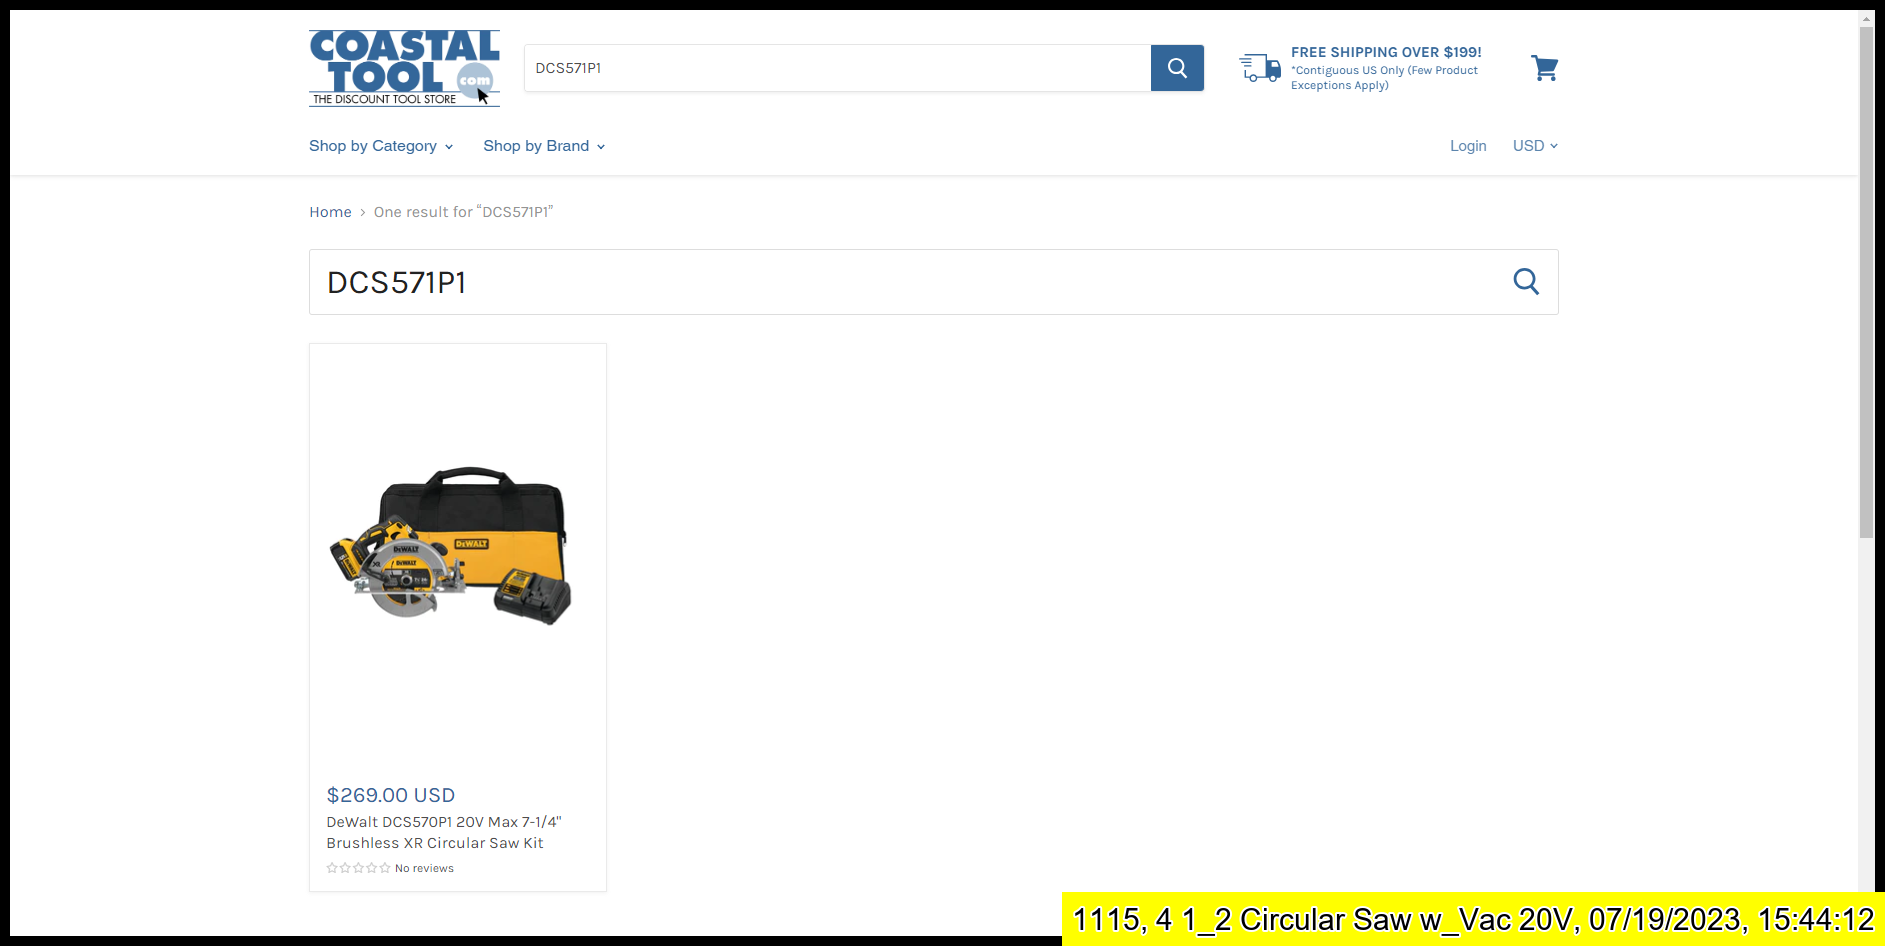 COASTAL
TOOL
com
THE DISCOUNT TOOL STORE
DCS571P1
FREE SHIPPING OVER $199!
*Contiguous US Only (Few Product
Exceptions Apply)
Shop by Category
Shop by Brand
Login
USD
Home > One result for “DCS571P1”
DCS571P1
DEWALT
DEWALT
DEWALT
XR
$269.00 USD
DeWalt DCS570P1 20V Max 7-1/4"
Brushless XR Circular Saw Kit
No reviews
1115, 4 1_2 Circular Saw w_Vac 20V, 07/19/2023, 15:44:12